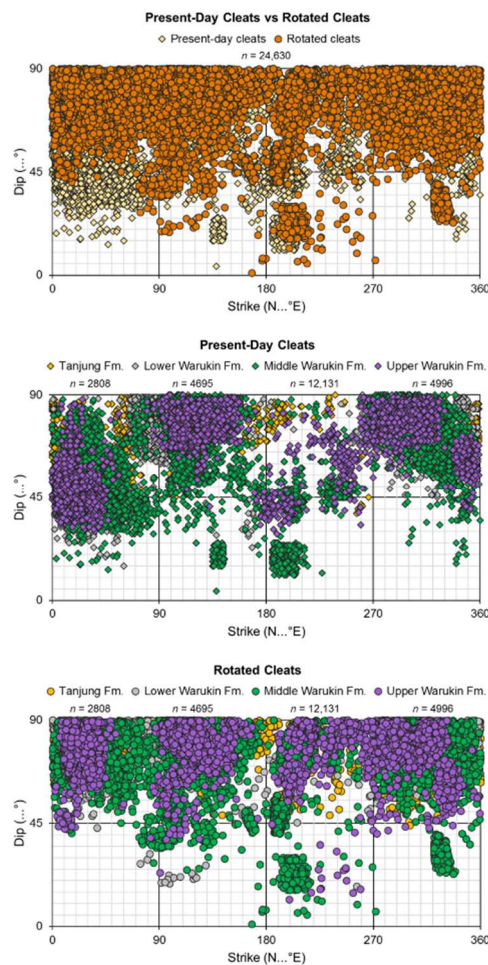 Present-Day Cleats vs Rotated Cleats
Present-day cleats Rotated cleats
n = 24,630
90
45
0
Dip (...°)
0 90 180 270 360
Strike (N...°E)
Present-Day Cleats
Tanjung Fm. Lower Warukin Fm. Middle Warukin Fm. Upper Warukin Fm.
n = 2808 n = 4695 n = 12,131 n = 4996
90
45
0
Dip (...°)
0 90 180 270 360
Strike (N...°E)
Rotated Cleats
Tanjung Fm. Lower Warukin Fm. Middle Warukin Fm. Upper Warukin Fm.
n = 2808 n = 4695 n = 12,131 n = 4996
90
45
0
Dip (...°)
0 90 180 270 360
Strike (N...°E)